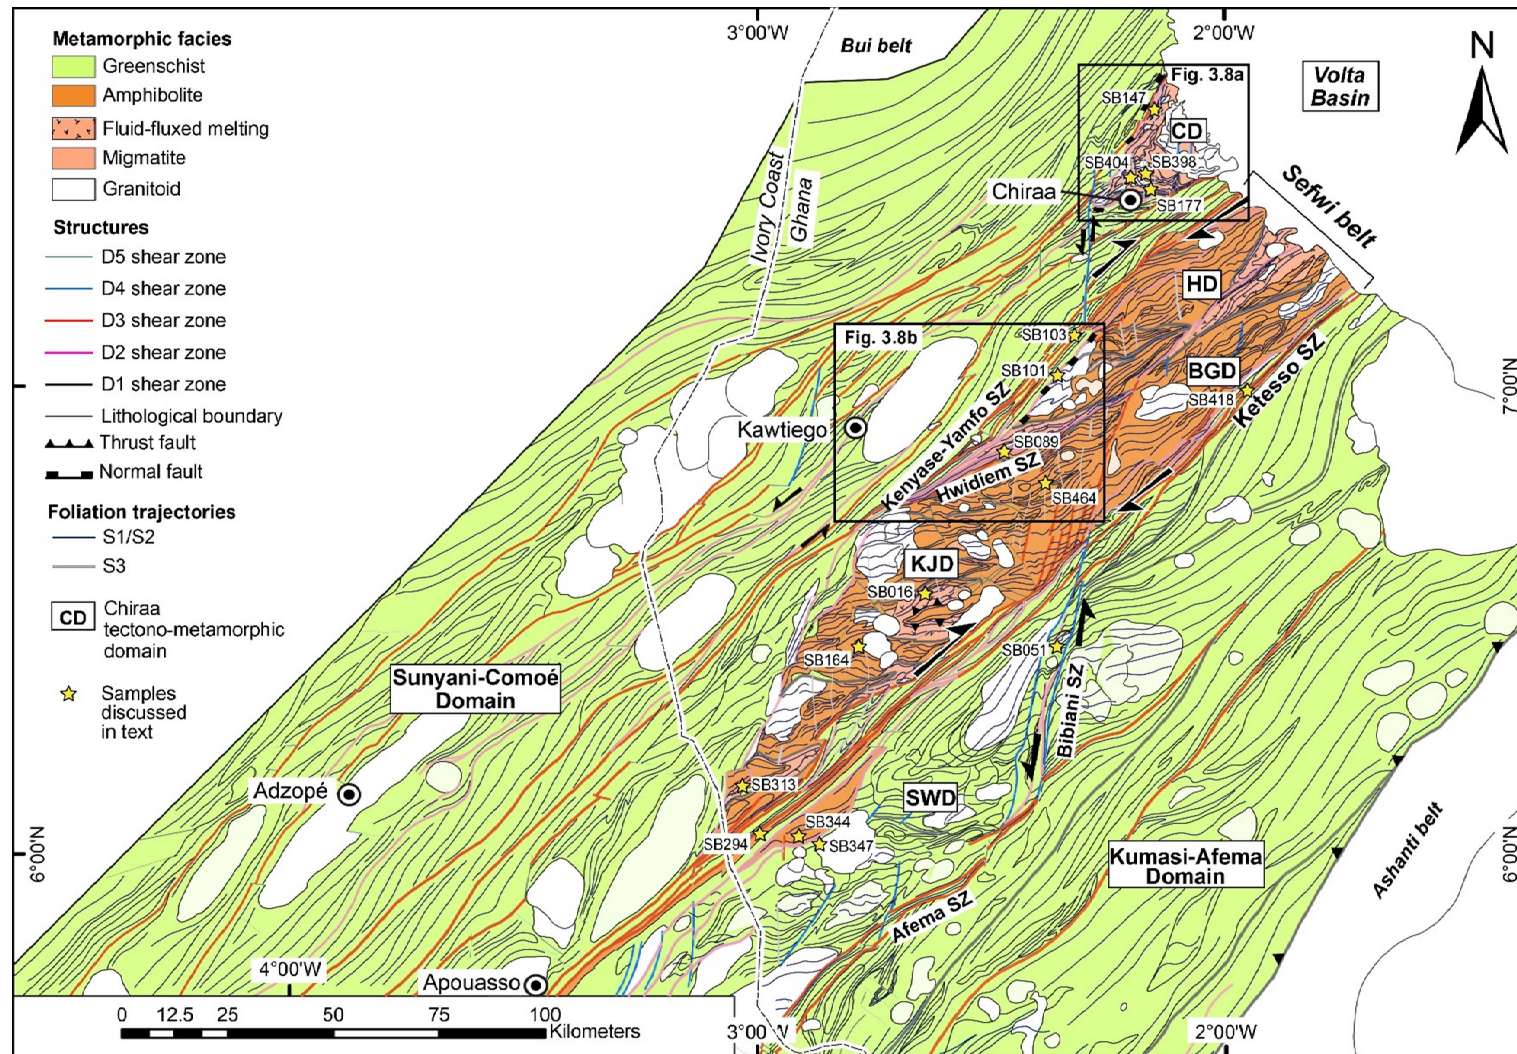 Metamorphic facies
Greenschist
Amphibolite
Fluid-fluxed melting
Migmatite
Granitoid
Structures
D5 shear zone
D4 shear zone
D3 shear zone
D2 shear zone
D1 shear zone
Lithological boundary
Thrust fault
Normal fault
Foliation trajectories
S1/S2
S3
CD
Chiraa
tectono-metamorphic
domain
Samples
discussed
in text
3°00'W
2°00'W
N
Bui belt
Volta
Basin
Fig. 3.8a
SB147
CD
SB404
SB398
Chiraa
SB177
Sefwi belt
Ivory Coast
Ghana
HD
Fig. 3.8b
SB103
SB101
BGD
SB418
Ketesso SZ
7°00'N
Kawtiego
Kenyase-Yamfo SZ
SB089
Hwidiem SZ
SB464
KJD
SB016
SB164
SB051
Bibiani SZ
Sunyani-Comoé
Domain
Adzopé
SB313
SWD
SB344
SB294
SB347
6°00'N
Kumasi-Afema
Domain
6°00'N
Ashanti belt
Afema SZ
4°00'W
Apouasso
0 12.5 25 50 75 100
Kilometers
3°00'W
2°00'W